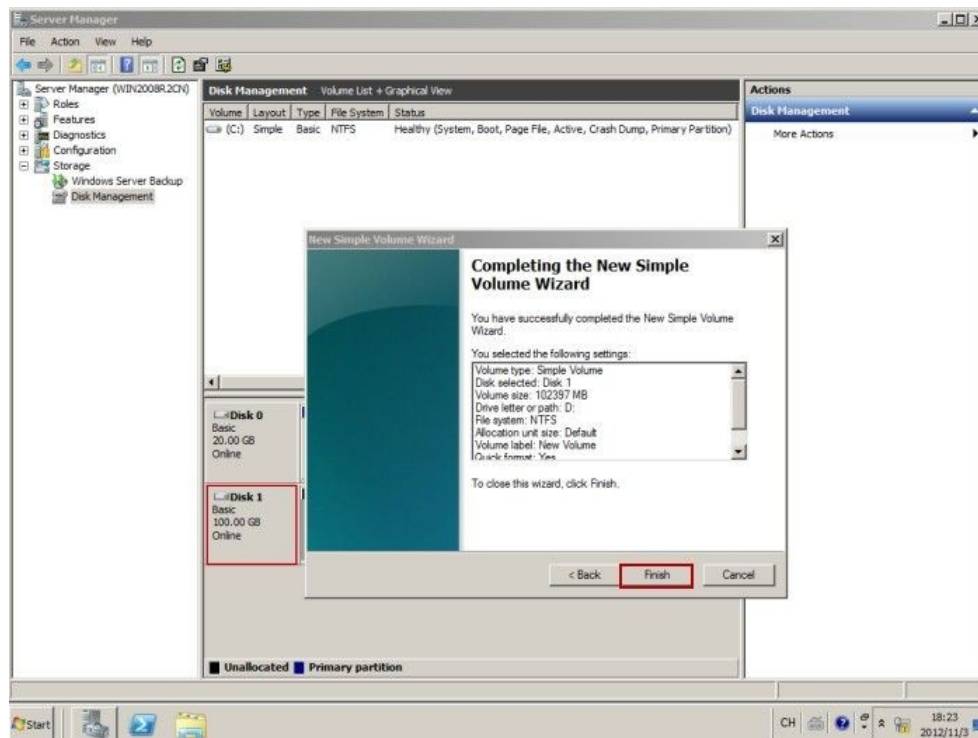 Server Manager
File Action View Help
Server Manager (WIN2008R2CN)
Roles
Features
Diagnostics
Configuration
Storage
Windows Server Backup
Disk Management
Disk Management Volume List + Graphical View
Volume Layout Type File System Status
(C:) Simple Basic NTFS Healthy (System, Boot, Page File, Active, Crash Dump, Primary Partition)
Actions
Disk Management
More Actions
New Simple Volume Wizard
Completing the New Simple
Volume Wizard
You have successfully completed the New Simple Volume
Wizard.
You selected the following settings:
Volume type: Simple Volume
Disk selected: Disk 1
Volume size: 102397 MB
Drive letter or path: D:
File system: NTFS
Allocation unit size: Default
Volume label: New Volume
Quick format: Yes
To close this wizard, click Finish.
< Back Finish Cancel
Disk 0
Basic
20.00 GB
Online
Disk 1
Basic
100.00 GB
Online
Unallocated Primary partition
Start
CH
18:23
2012/11/3